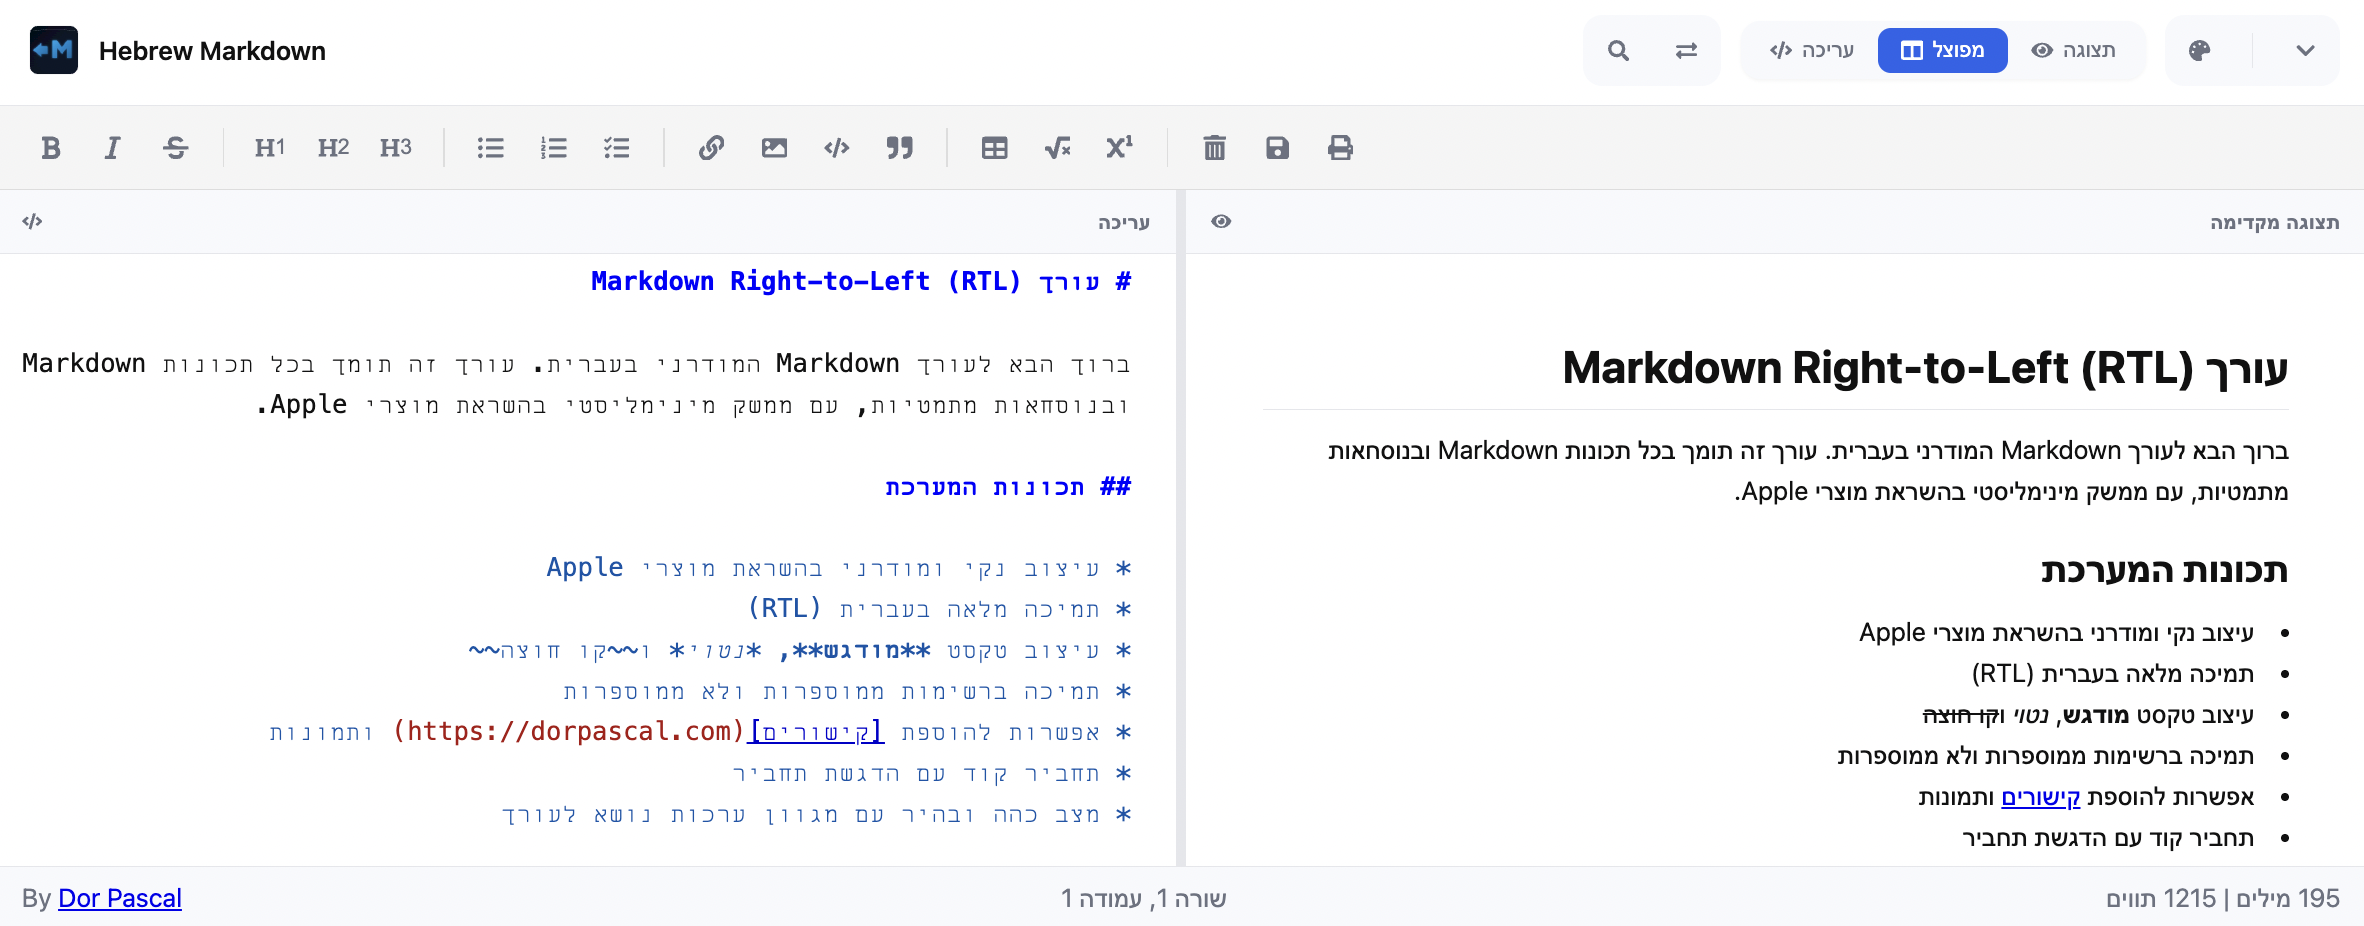 Hebrew Markdown
עריכה
מפוצל
תצוגה
B I S H1 H2 H3
X¹
עריכה
# עורך Markdown Right-to-Left (RTL)
ברוך הבא לעורך Markdown המודרני בעברית. עורך זה תומך בכל תכונות Markdown
ובנוסחאות מתמטיות, עם ממשק מינימליסטי בהשראת מוצרי Apple.
## תכונות המערכת
* עיצוב נקי ומודרני בהשראת מוצרי Apple
* תמיכה מלאה בעברית (RTL)
* עיצוב טקסט **מודגש**, *נטוי* ו~~קו חוצה~~
* תמיכה ברשימות ממוספרות ולא ממוספרות
* אפשרות להוספת [קישורים](https://dorpascal.com) ותמונות
* תחביר קוד עם הדגשת תחביר
* מצב כהה ובהיר עם מגוון ערכות נושא לעורך
תצוגה מקדימה
עורך Markdown Right-to-Left (RTL)
ברוך הבא לעורך Markdown המודרני בעברית. עורך זה תומך בכל תכונות Markdown ובנוסחאות
מתמטיות, עם ממשק מינימליסטי בהשראת מוצרי Apple.
תכונות המערכת
• עיצוב נקי ומודרני בהשראת מוצרי Apple
• תמיכה מלאה בעברית (RTL)
• עיצוב טקסט מודגש, נטוי וקו חוצה
• תמיכה ברשימות ממוספרות ולא ממוספרות
• אפשרות להוספת קישורים ותמונות
• תחביר קוד עם הדגשת תחביר
By Dor Pascal
שורה 1, עמודה 1
195 מילים | 1215 תווים